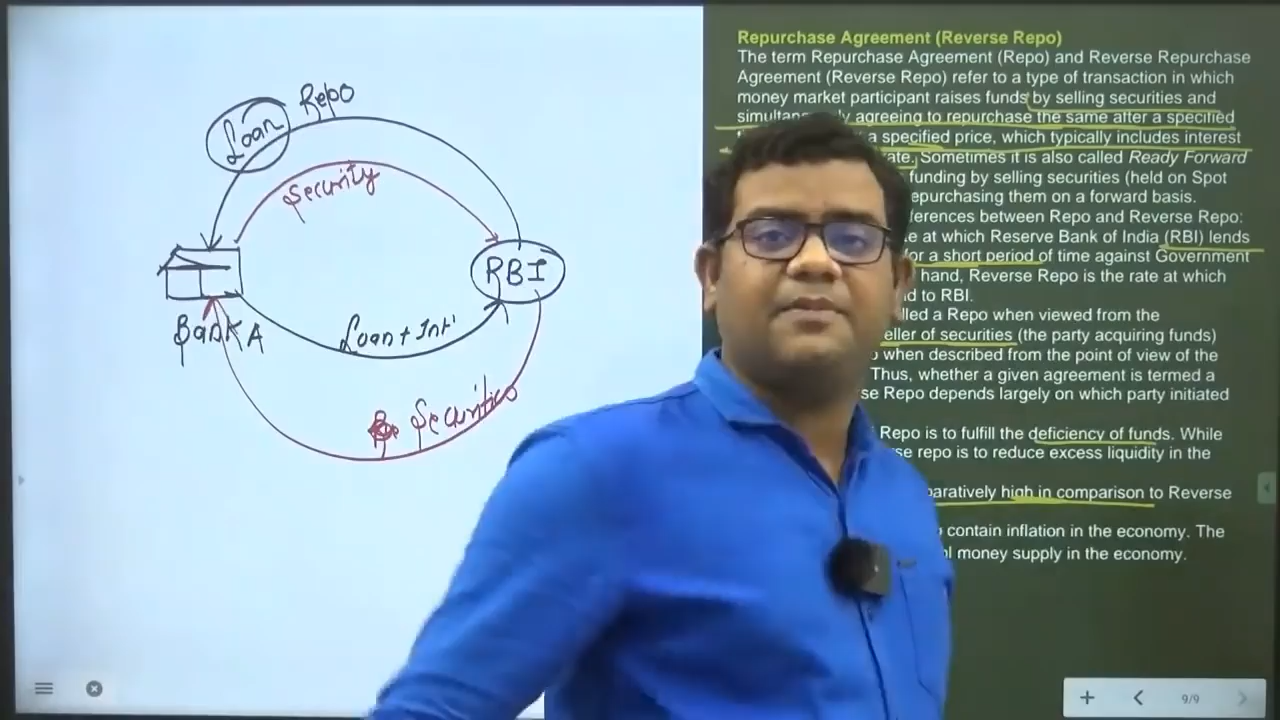 Repo
Loan
Security
RBI
Bank A
Loan + Int'
Securities
Repurchase Agreement (Reverse Repo)
The term Repurchase Agreement (Repo) and Reverse Repurchase
Agreement (Reverse Repo) refer to a type of transaction in which
money market participant raises funds by selling securities and
agreeing to repurchase the same after a specified
a specified price, which typically includes interest
ate. Sometimes it is also called Ready Forward
funding by selling securities (held on Spot
epurchasing them on a forward basis.
ferences between Repo and Reverse Repo:
e at which Reserve Bank of India (RBI) lends
or a short period of time against Government
hand, Reverse Repo is the rate at which
d to RBI.
lled a Repo when viewed from the
eller of securities (the party acquiring funds)
when described from the point of view of the
Thus, whether a given agreement is termed a
se Repo depends largely on which party initiated
Repo is to fulfill the deficiency of funds. While
se repo is to reduce excess liquidity in the
paratively high in comparison to Reverse
contain inflation in the economy. The
ol money supply in the economy.
9/9